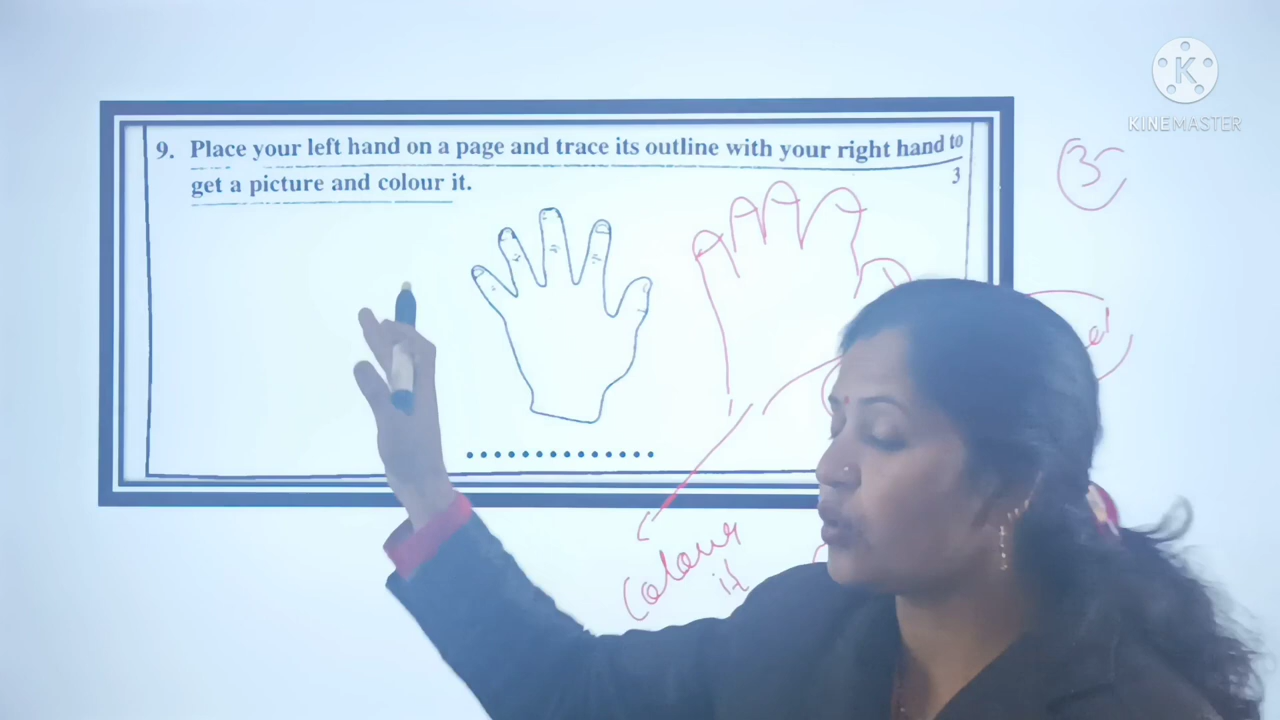 9. Place your left hand on a page and trace its outline with your right hand to
get a picture and colour it.
3
3
Colour
it
KINEMASTER